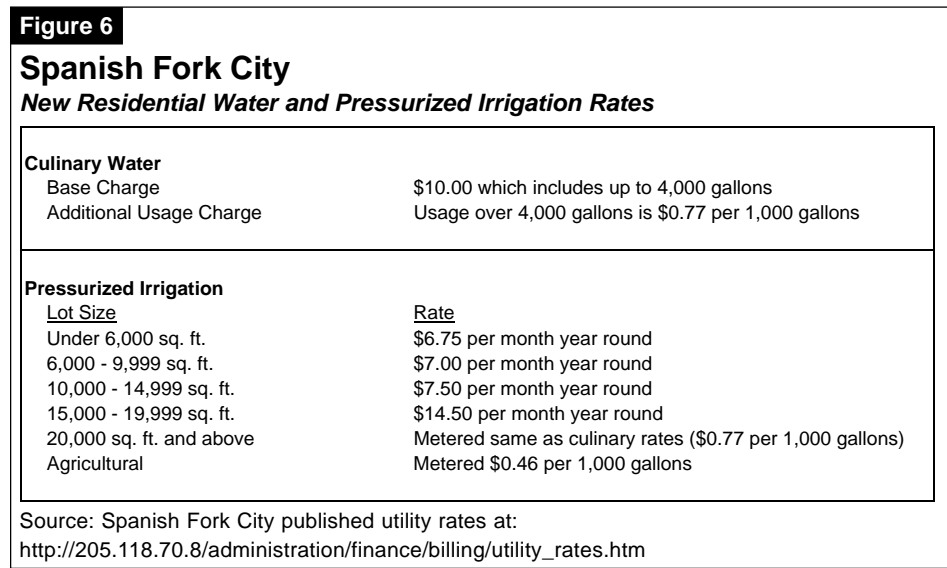 Figure 6
Spanish Fork City
New Residential Water and Pressurized Irrigation Rates
Culinary Water
Base Charge $10.00 which includes up to 4,000 gallons
Additional Usage Charge Usage over 4,000 gallons is $0.77 per 1,000 gallons
Pressurized Irrigation
Lot Size Rate
Under 6,000 sq. ft. $6.75 per month year round
6,000 - 9,999 sq. ft. $7.00 per month year round
10,000 - 14,999 sq. ft. $7.50 per month year round
15,000 - 19,999 sq. ft. $14.50 per month year round
20,000 sq. ft. and above Metered same as culinary rates ($0.77 per 1,000 gallons)
Agricultural Metered $0.46 per 1,000 gallons
Source: Spanish Fork City published utility rates at:
http://205.118.70.8/administration/finance/billing/utility_rates.htm